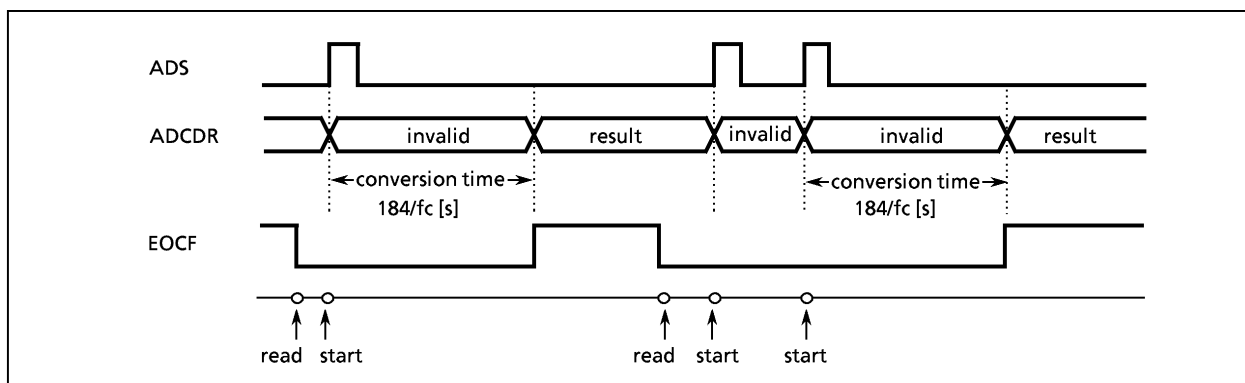 ADS
ADCDR
invalid
result
invalid
invalid
result
conversion time
184/fc [s]
conversion time
184/fc [s]
EOCF
read
start
read
start
start